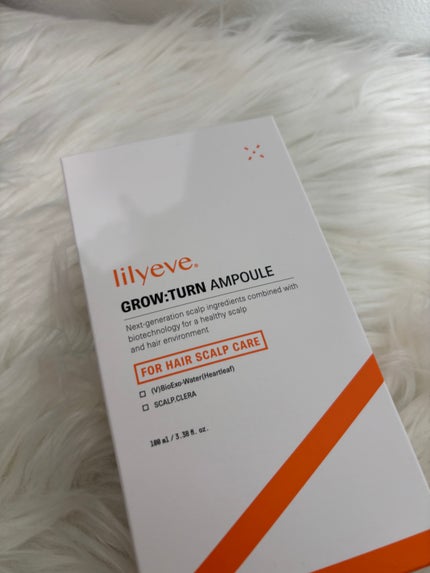 lilyeve.
GROW:TURN AMPOULE
Next-generation scalp ingredients combined with
biotechnology for a healthy scalp
and hair environment
FOR HAIR SCALP CARE
(V)BioExo-Water(Heartleaf)
SCALP.CLERA
100 ml / 3.38 fl. oz.